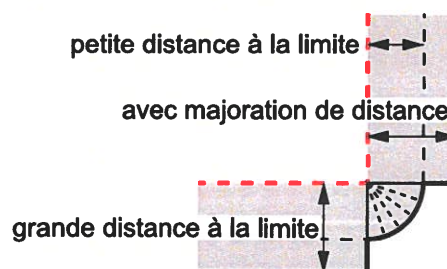 petite distance à la limite
avec majoration de distance
grande distance à la limite